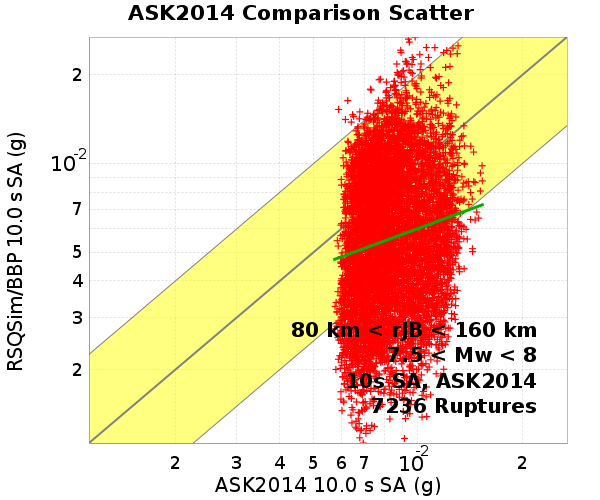 ASK2014 Comparison Scatter
RSQSim/BBP 10.0 s SA (g)
2
10-2
7
5
4
3
2
80 km < rJB < 160 km
7.5 < Mw < 8
10s SA, ASK2014
7236 Ruptures
2 3 4 5 6 7 10-2 2
ASK2014 10.0 s SA (g)